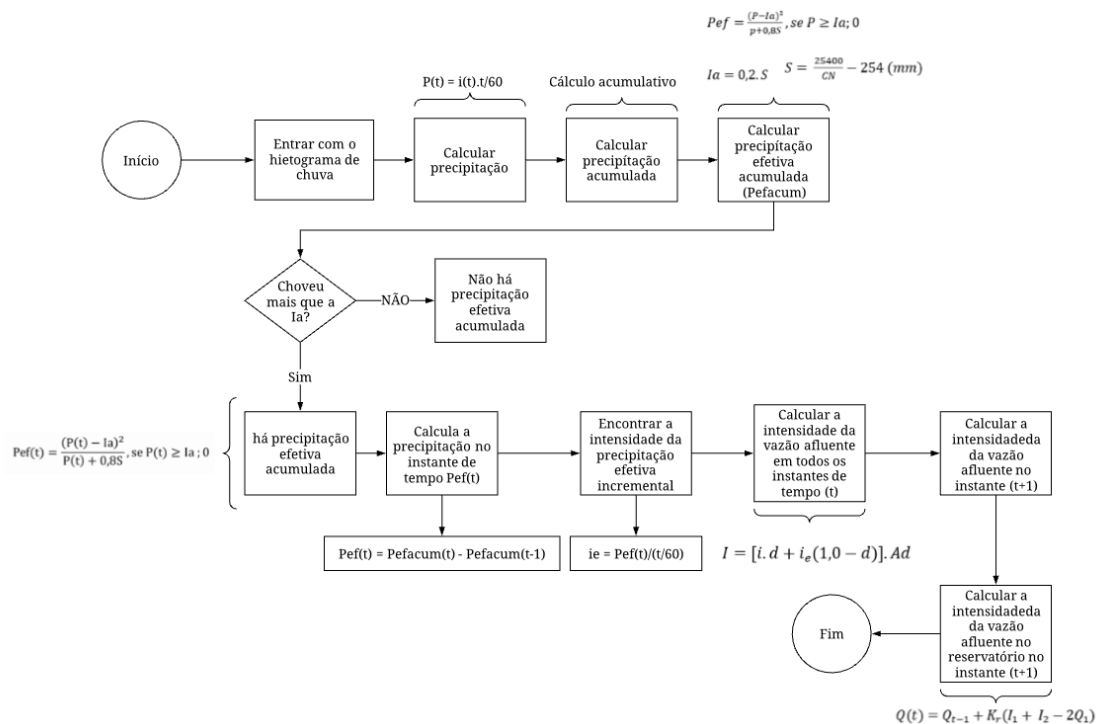 Pef = (P−Ia)²/p+0,8S, se P ≥ Ia; 0
Ia = 0,2.S
S = 25400/CN − 254 (mm)
P(t) = i(t).t/60
Cálculo acumulativo
Início
Entrar com o
hietograma de
chuva
Calcular
precipitação
Calcular
precipítação
acumulada
Calcular
precipítação
efetiva
acumulada
(Pefacum)
Choveu
mais que a
Ia?
NÃO
Não há
precipitação
efetiva
acumulada
Sim
Pef(t) = (P(t) − Ia)²/P(t) + 0,8S, se P(t) ≥ Ia ; 0
há precipitação
efetiva
acumulada
Calcula a
precipitação no
instante de
tempo Pef(t)
Encontrar a
intensidade da
precipitação
efetiva
incremental
Calcular a
intensidade da
vazão afluente
em todos os
instantes de
tempo (t)
Calcular a
intensidadeda
da vazão
afluente no
instante (t+1)
Pef(t) = Pefacum(t) - Pefacum(t-1)
ie = Pef(t)/(t/60)
I = [i.d + iₑ(1,0 − d)].Ad
Calcular a
intensidadeda
da vazão
afluente no
reservatório no
instante (t+1)
Fim
Q(t) = Qₜ₋₁ + Kᵣ(I₁ + I₂ − 2Q₁)